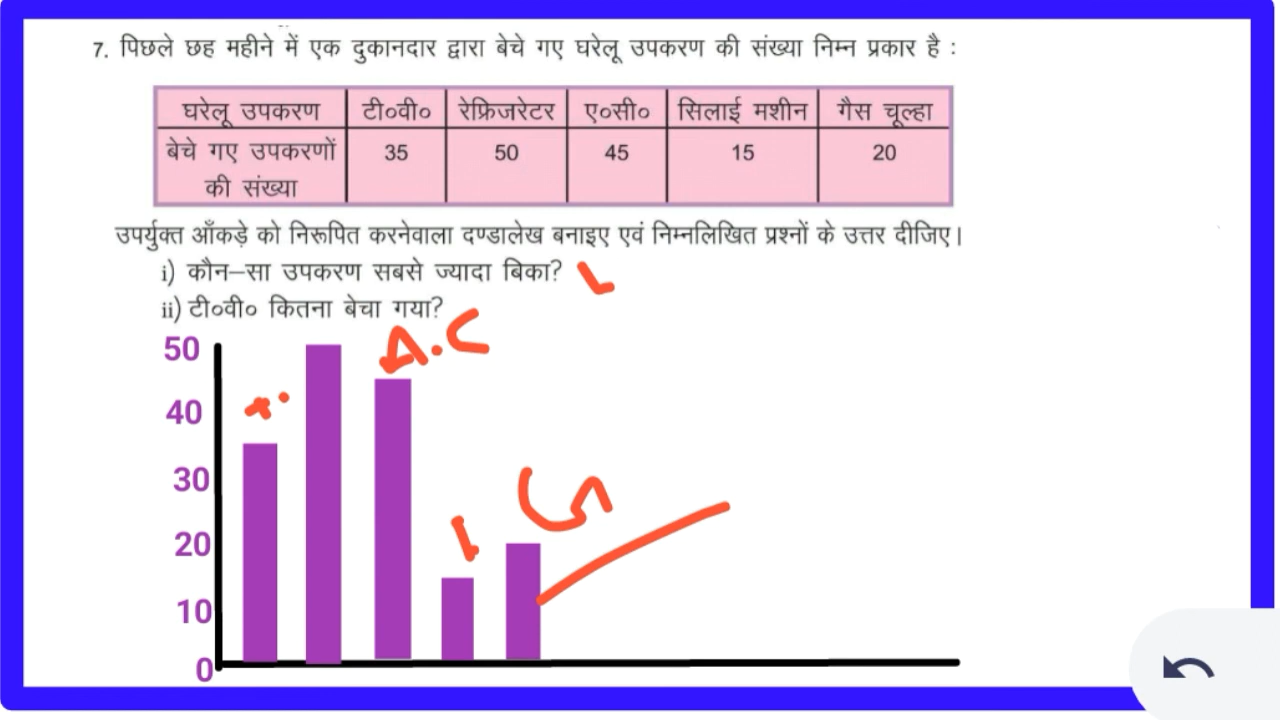 7. पिछले छह महीने में एक दुकानदार द्वारा बेचे गए घरेलू उपकरण की संख्या निम्न प्रकार है :
घरेलू उपकरण टी०वी० रेफ्रिजरेटर ए०सी० सिलाई मशीन गैस चूल्हा
बेचे गए उपकरणों की संख्या 35 50 45 15 20
उपर्युक्त आँकड़े को निरूपित करनेवाला दण्डालेख बनाइए एवं निम्नलिखित प्रश्नों के उत्तर दीजिए।
i) कौन–सा उपकरण सबसे ज्यादा बिका?
ii) टी०वी० कितना बेचा गया?
A.C
50
40
30
20
10
0